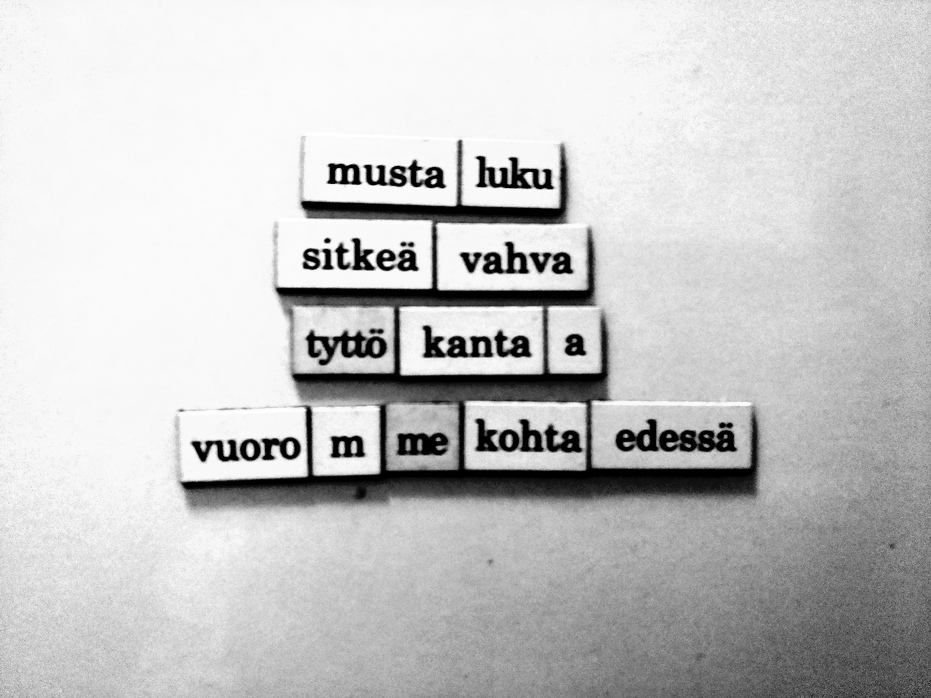 musta luku
sitkeä vahva
tyttö kanta a
vuoro m me kohta edessä